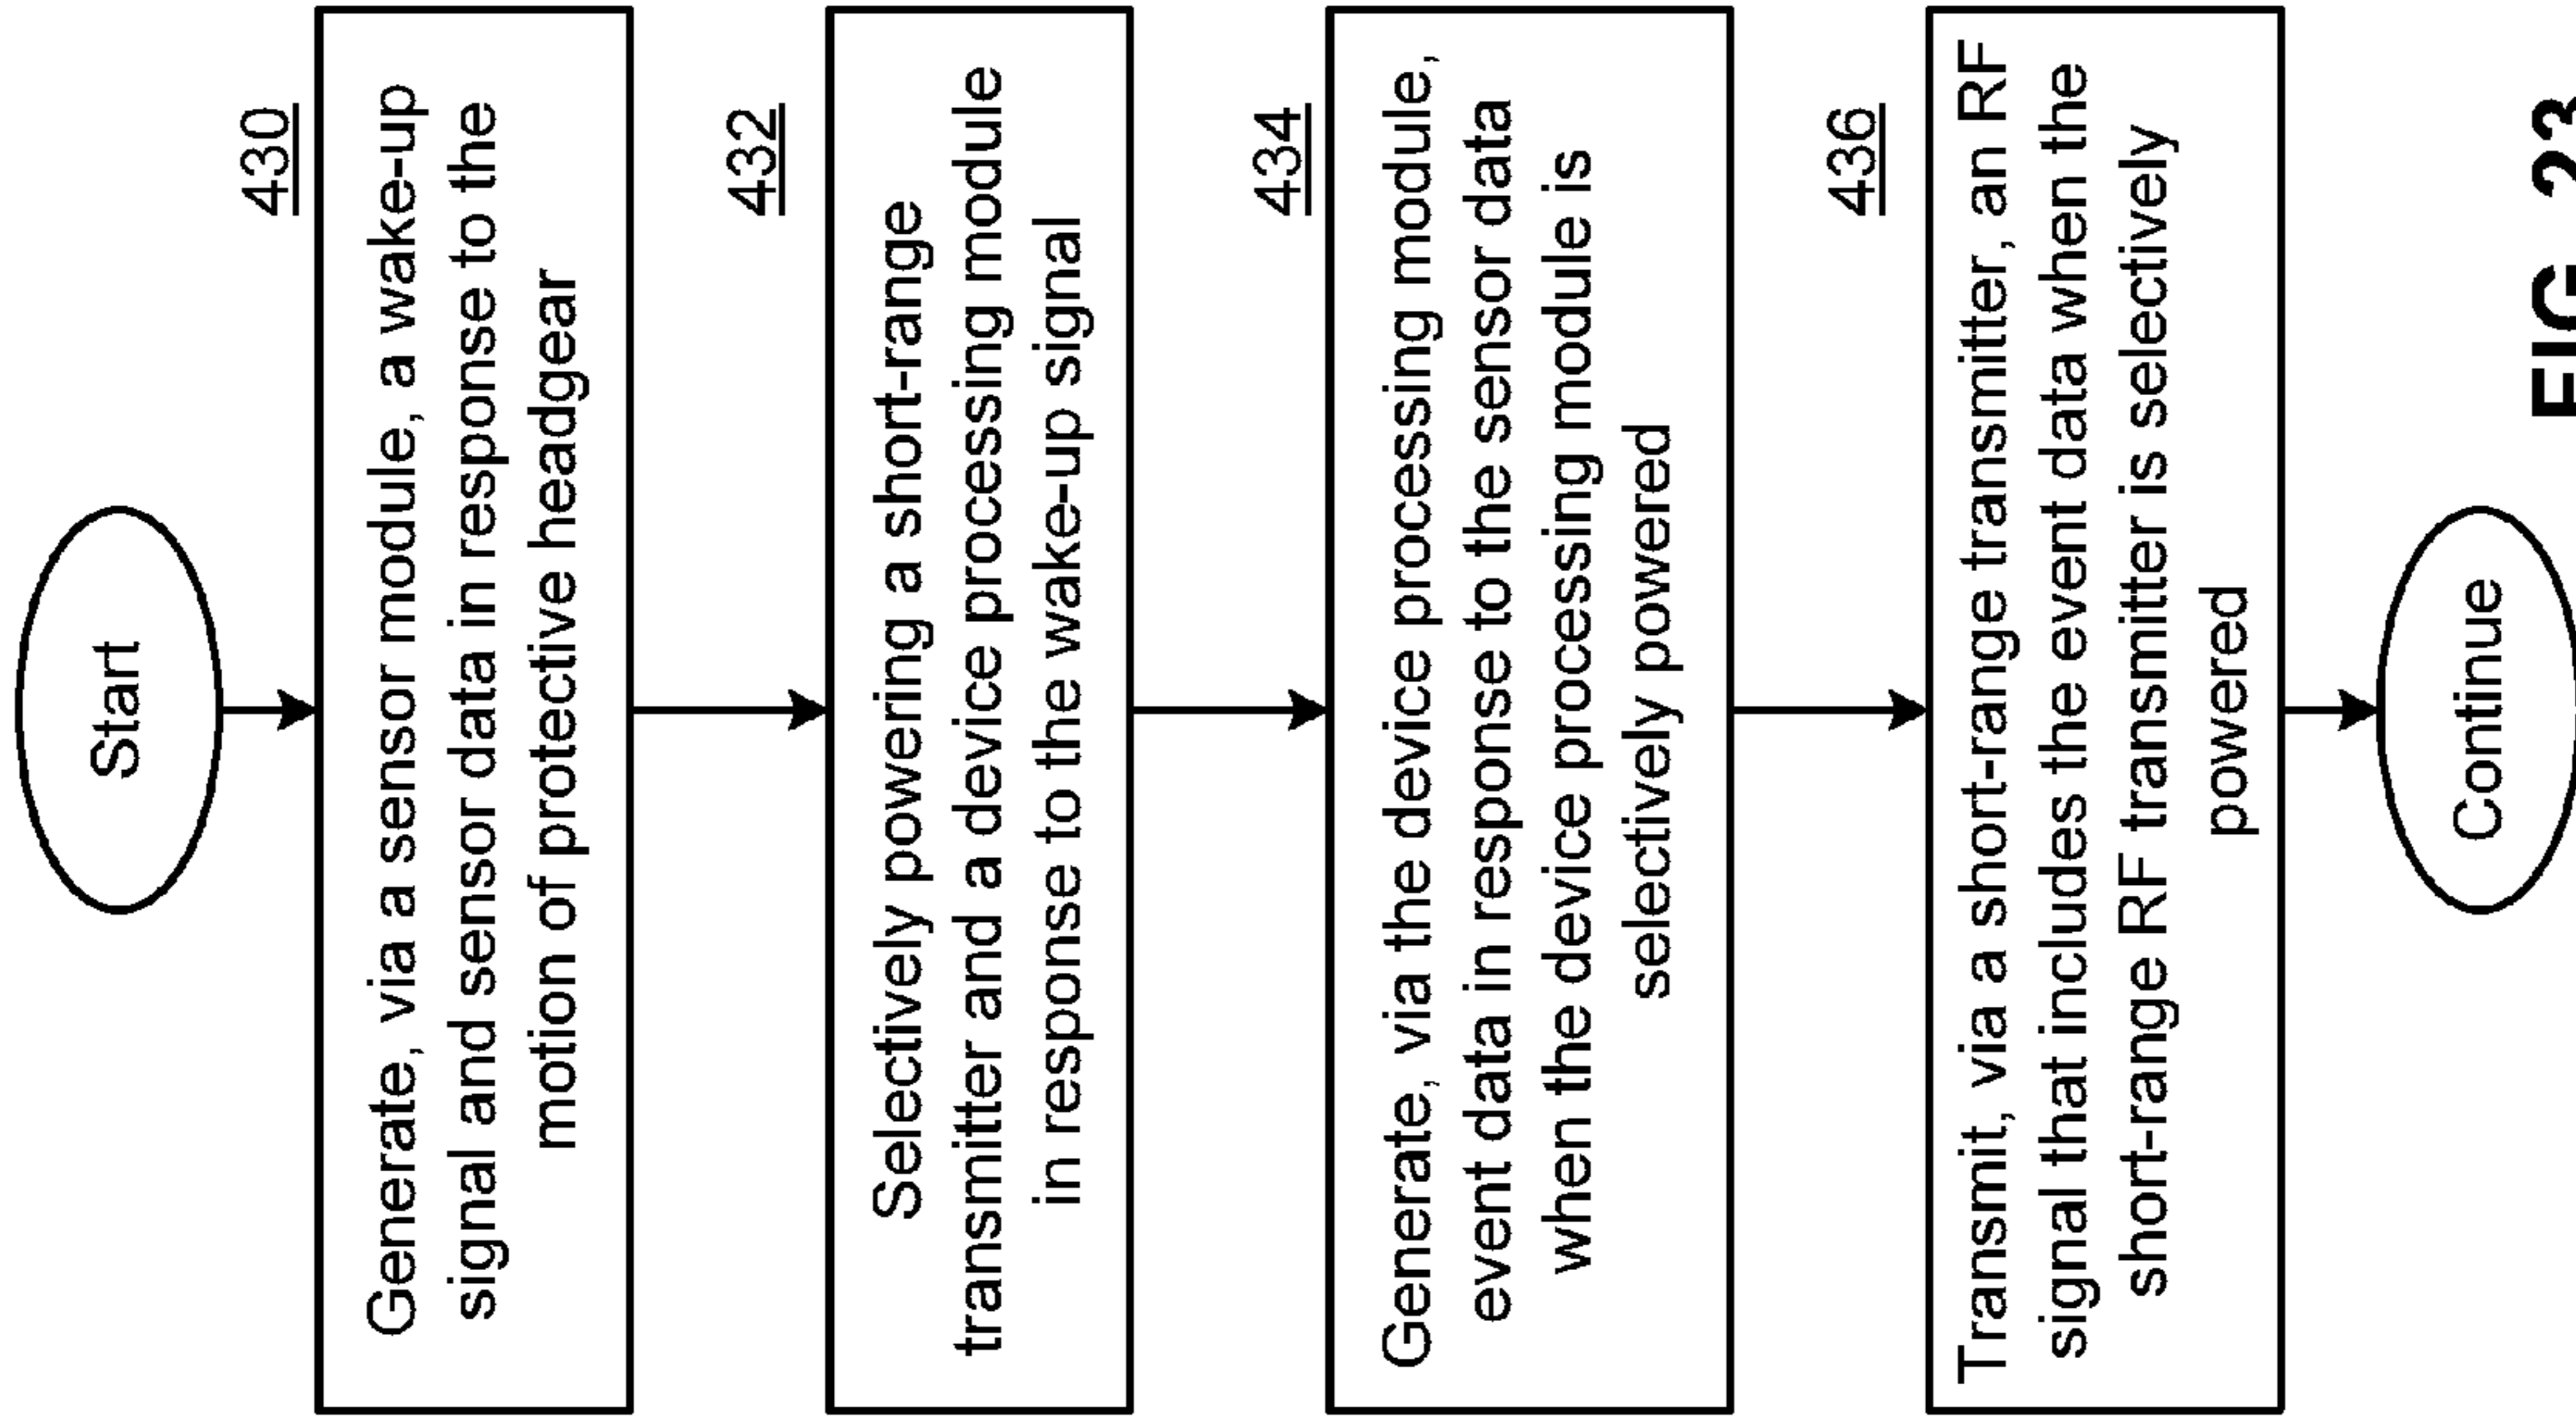 Start
430
Generate, via a sensor module, a wake-up
signal and sensor data in response to the
motion of protective headgear
432
Selectively powering a short-range
transmitter and a device processing module
in response to the wake-up signal
434
Generate, via the device processing module,
event data in response to the sensor data
when the device processing module is
selectively powered
436
Transmit, via a short-range transmitter, an RF
signal that includes the event data when the
short-range RF transmitter is selectively
powered
Continue
FIG. 23